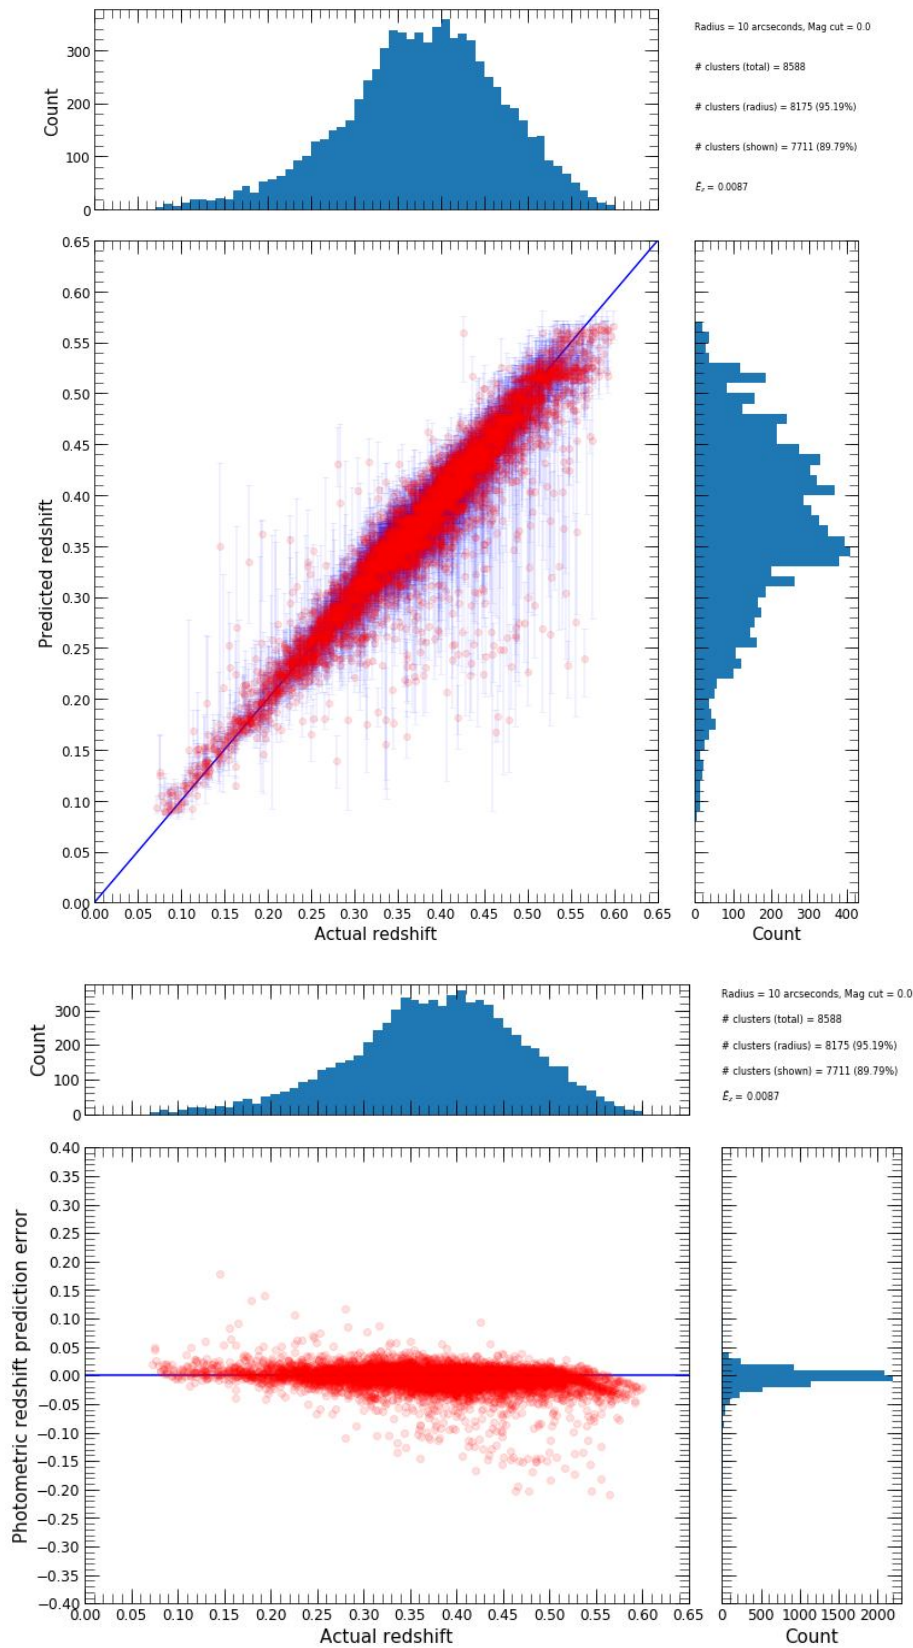 300
200
100
0
Count
Radius = 10 arcseconds, Mag cut = 0.0
# clusters (total) = 8588
# clusters (radius) = 8175 (95.19%)
# clusters (shown) = 7711 (89.79%)
Ēz = 0.0087
0.65
0.60
0.55
0.50
0.45
0.40
0.35
0.30
0.25
0.20
0.15
0.10
0.05
0.00
Predicted redshift
0.00 0.05 0.10 0.15 0.20 0.25 0.30 0.35 0.40 0.45 0.50 0.55 0.60 0.65
Actual redshift
0 100 200 300 400
Count
300
200
100
0
Count
Radius = 10 arcseconds, Mag cut = 0.0
# clusters (total) = 8588
# clusters (radius) = 8175 (95.19%)
# clusters (shown) = 7711 (89.79%)
Ēz = 0.0087
0.40
0.35
0.30
0.25
0.20
0.15
0.10
0.05
0.00
−0.05
−0.10
−0.15
−0.20
−0.25
−0.30
−0.35
−0.40
Photometric redshift prediction error
0.00 0.05 0.10 0.15 0.20 0.25 0.30 0.35 0.40 0.45 0.50 0.55 0.60 0.65
Actual redshift
0 500 1000 1500 2000
Count